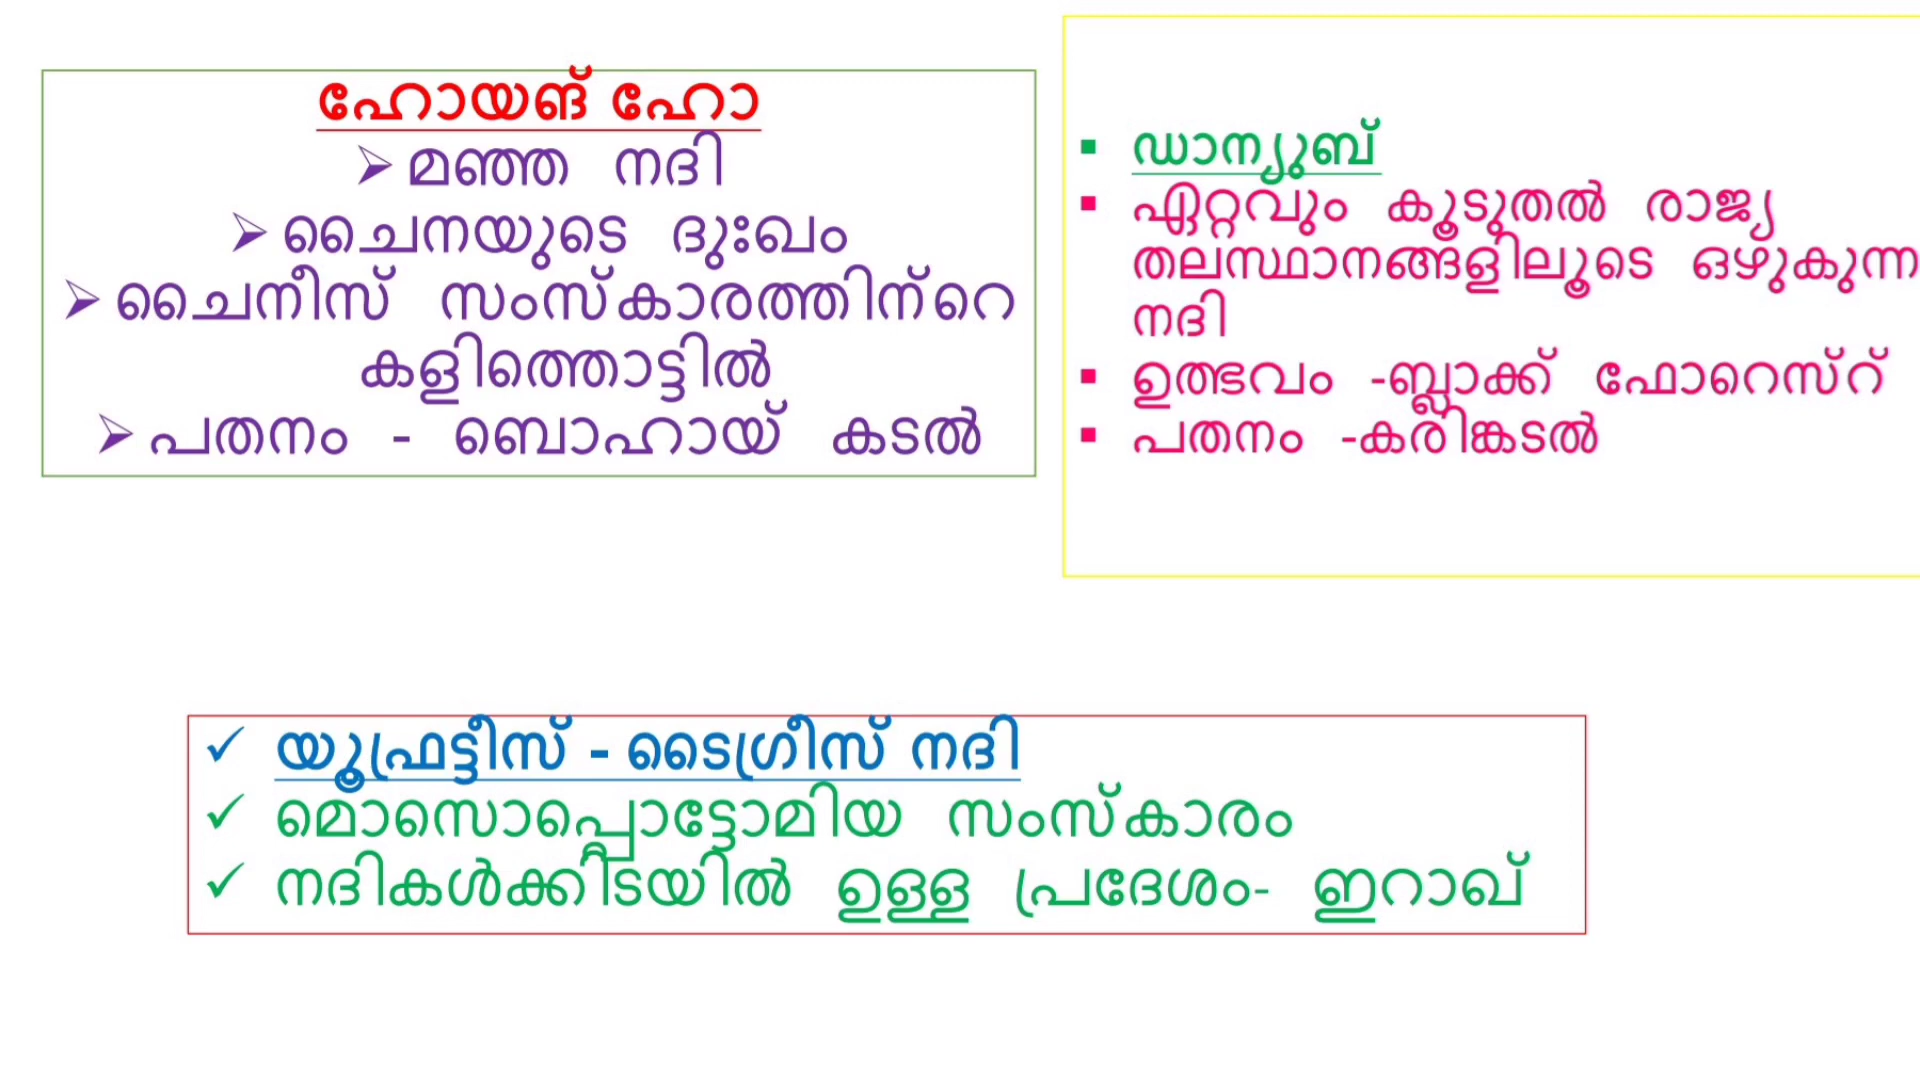 ഹോയങ് ഹോ
➢ മഞ്ഞ നദി
➢ ചൈനയുടെ ദുഃഖം
➢ ചൈനീസ് സംസ്കാരത്തിന്റെ
കളിത്തൊട്ടിൽ
➢ പതനം - ബൊഹായ് കടൽ
▪ ഡാന്യുബ്
▪ ഏറ്റവും കൂടുതൽ രാജ്യ
തലസ്ഥാനങ്ങളിലൂടെ ഒഴുകുന്ന
നദി
▪ ഉത്ഭവം -ബ്ലാക്ക് ഫോറെസ്റ്
▪ പതനം -കരിങ്കടൽ
✓ യൂഫ്രട്ടീസ് - ടൈഗ്രീസ് നദി
✓ മൊസൊപ്പൊട്ടോമിയ സംസ്കാരം
✓ നദികൾക്കിടയിൽ ഉള്ള പ്രദേശം- ഇറാഖ്